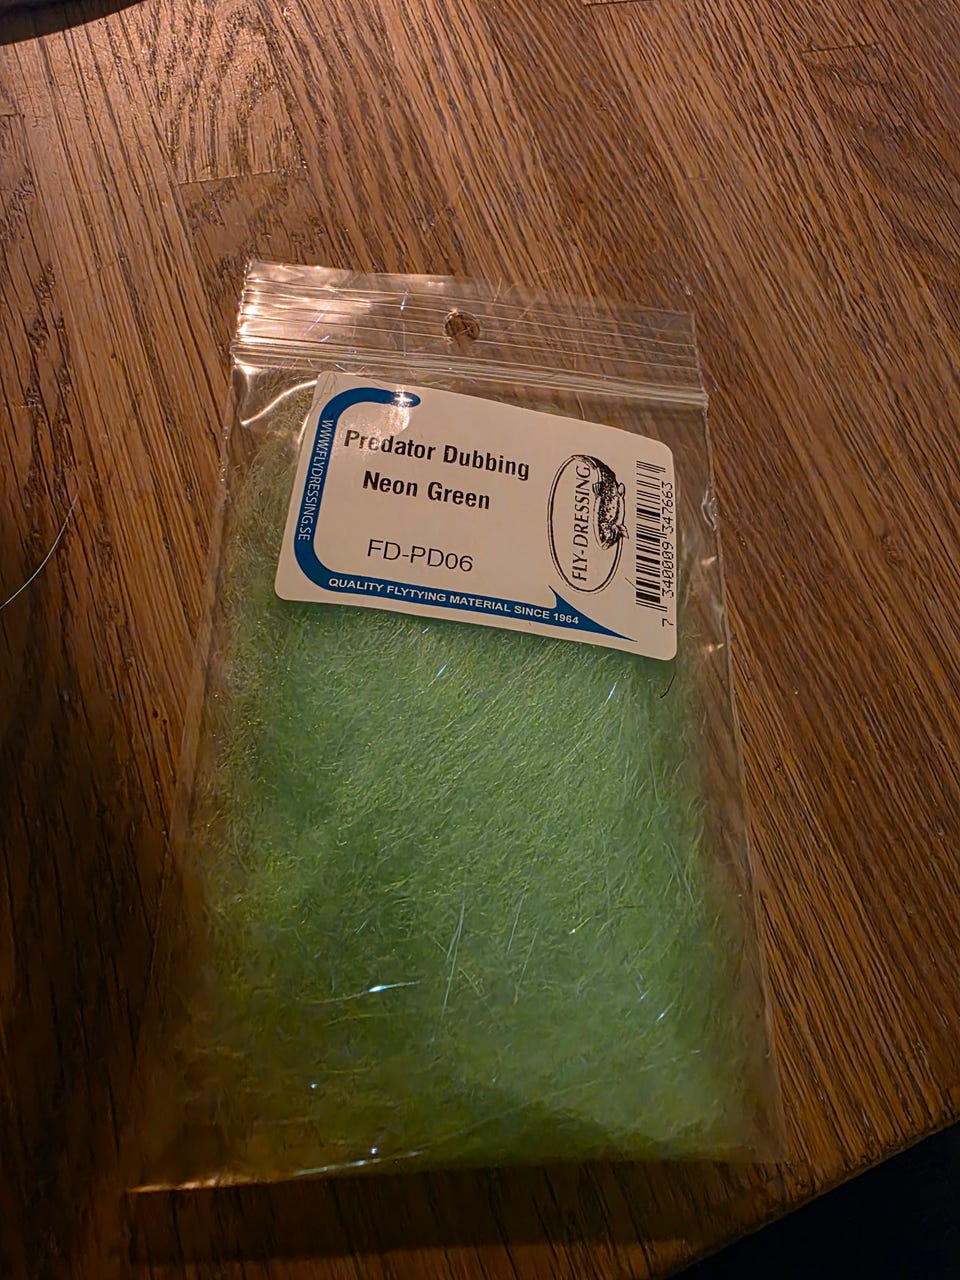 Predator Dubbing
Neon Green
FD-PD06
WWW.FLYDRESSING.SE
QUALITY FLYTYING MATERIAL SINCE 1964
FLY-DRESSING
7 340009 347663